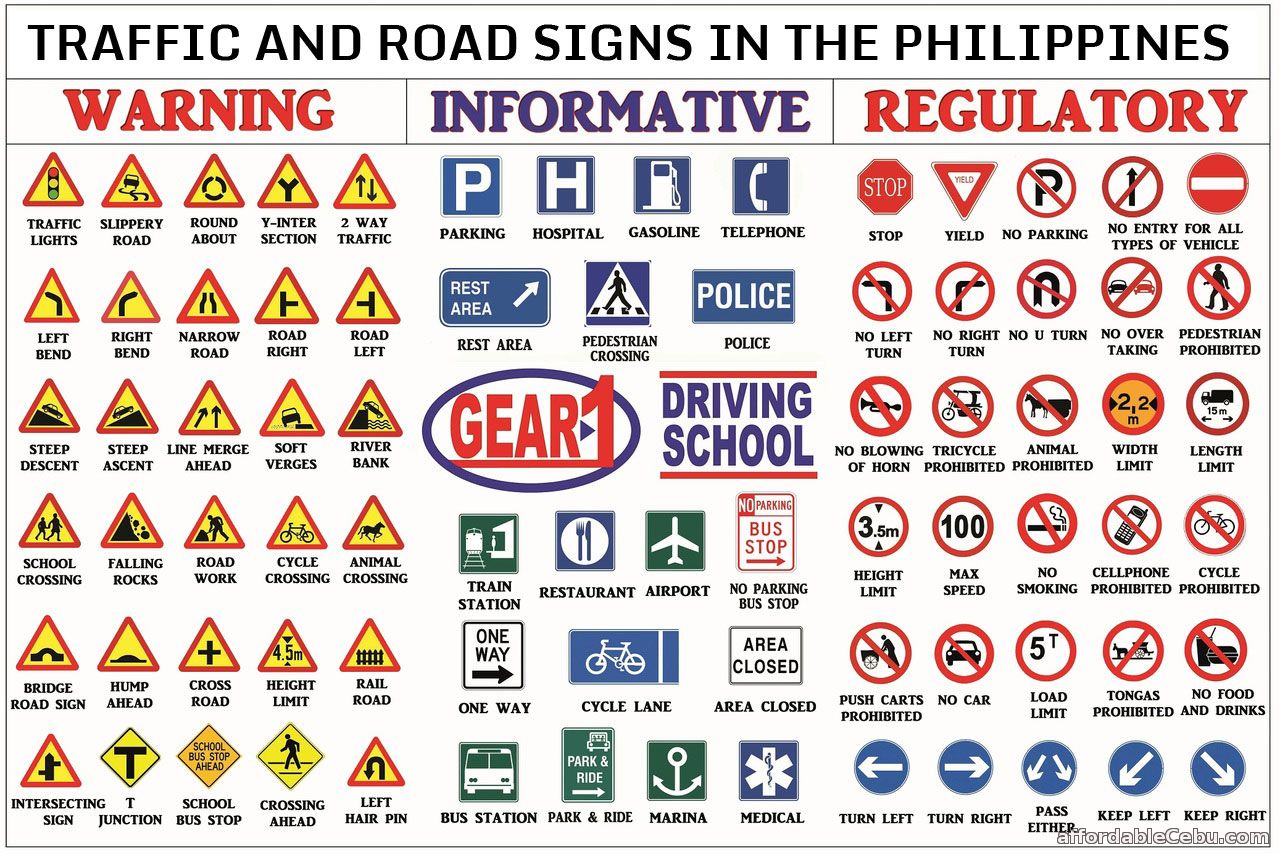 TRAFFIC AND ROAD SIGNS IN THE PHILIPPINES
WARNING
TRAFFIC
LIGHTS
SLIPPERY
ROAD
ROUND
ABOUT
Y-INTER
SECTION
2 WAY
TRAFFIC
LEFT
BEND
RIGHT
BEND
NARROW
ROAD
ROAD
RIGHT
ROAD
LEFT
STEEP
DESCENT
STEEP
ASCENT
LINE MERGE
AHEAD
SOFT
VERGES
RIVER
BANK
SCHOOL
CROSSING
FALLING
ROCKS
ROAD
WORK
CYCLE
CROSSING
ANIMAL
CROSSING
BRIDGE
ROAD SIGN
HUMP
AHEAD
CROSS
ROAD
4.5m
HEIGHT
LIMIT
RAIL
ROAD
INTERSECTING
SIGN
T
JUNCTION
SCHOOL
BUS STOP
AHEAD
SCHOOL
BUS STOP
CROSSING
AHEAD
LEFT
HAIR PIN
INFORMATIVE
P
PARKING
H
HOSPITAL
GASOLINE
TELEPHONE
REST
AREA
REST AREA
PEDESTRIAN
CROSSING
POLICE
POLICE
GEAR 1
DRIVING
SCHOOL
TRAIN
STATION
RESTAURANT
AIRPORT
NO PARKING
BUS
STOP
NO PARKING
BUS STOP
ONE
WAY
ONE WAY
CYCLE LANE
AREA
CLOSED
AREA CLOSED
BUS STATION
PARK &
RIDE
PARK & RIDE
MARINA
MEDICAL
REGULATORY
STOP
STOP
YIELD
YIELD
P
NO PARKING
NO ENTRY FOR ALL
TYPES OF VEHICLE
NO LEFT
TURN
NO RIGHT
TURN
NO U TURN
NO OVER
TAKING
PEDESTRIAN
PROHIBITED
NO BLOWING
OF HORN
TRICYCLE
PROHIBITED
ANIMAL
PROHIBITED
2,2
m
WIDTH
LIMIT
15 m
LENGTH
LIMIT
3.5m
HEIGHT
LIMIT
100
MAX
SPEED
NO
SMOKING
CELLPHONE
PROHIBITED
CYCLE
PROHIBITED
PUSH CARTS
PROHIBITED
NO CAR
5T
LOAD
LIMIT
TONGAS
PROHIBITED
NO FOOD
AND DRINKS
TURN LEFT
TURN RIGHT
PASS
EITHER
KEEP LEFT
KEEP RIGHT
affordableCebu.com